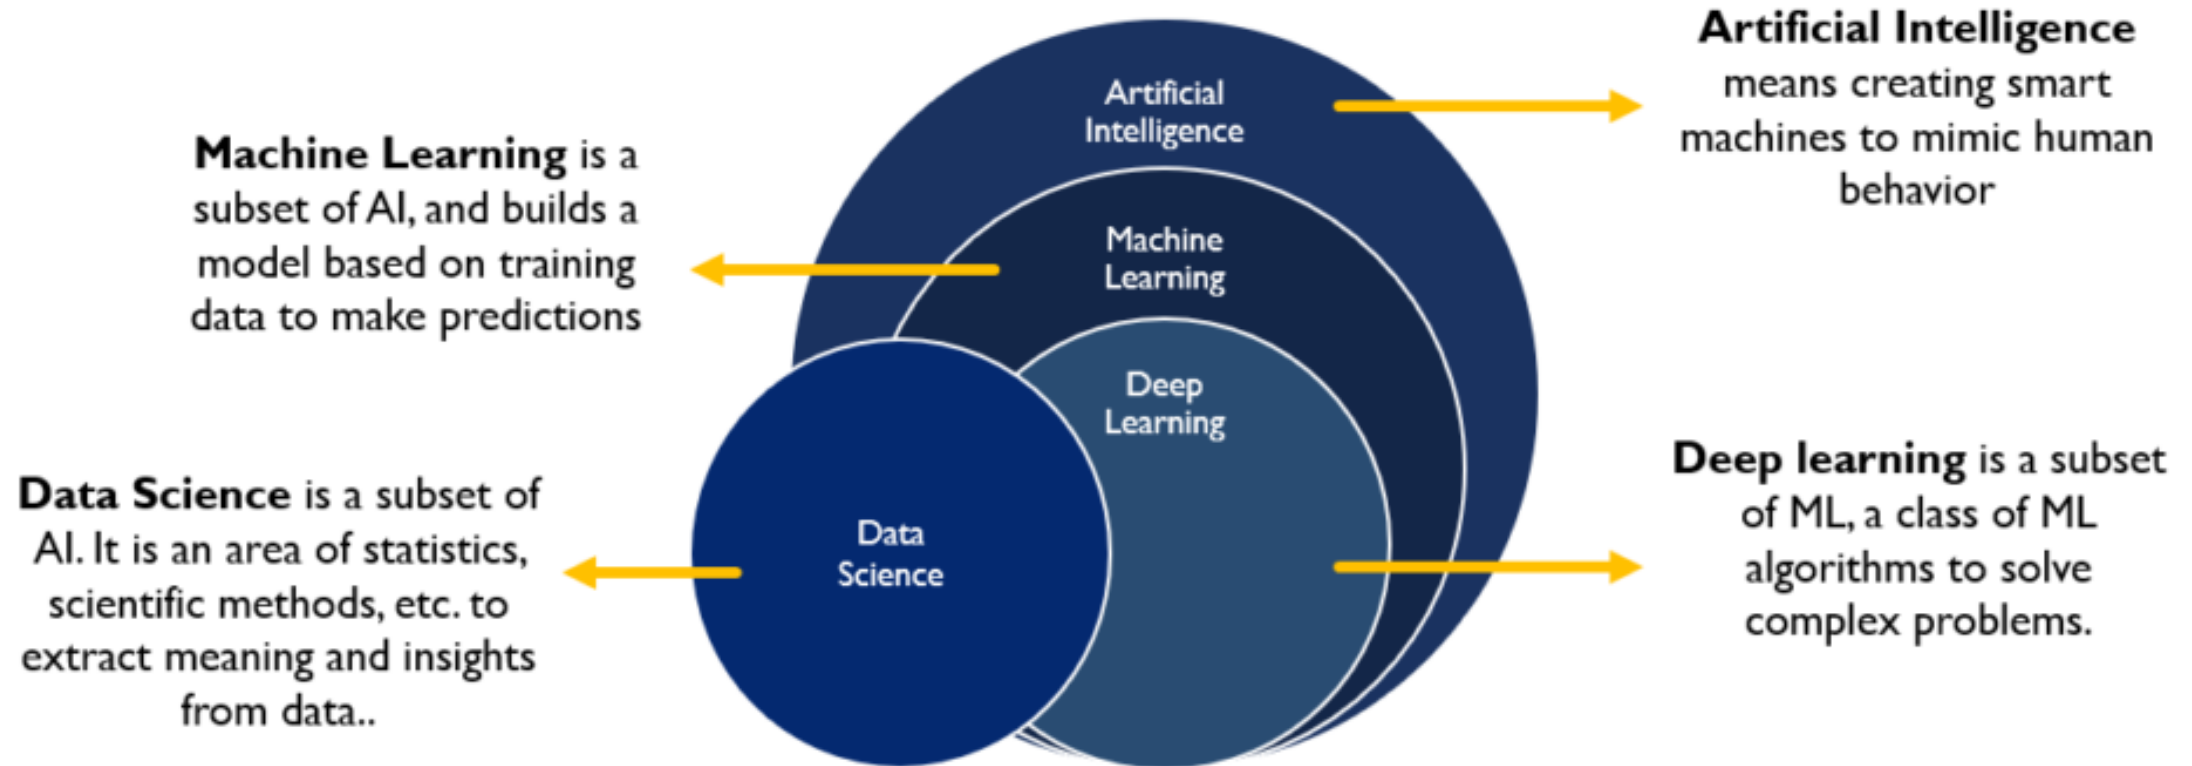 Artificial Intelligence
means creating smart
machines to mimic human
behavior
Machine Learning is a
subset of AI, and builds a
model based on training
data to make predictions
Artificial
Intelligence
Machine
Learning
Deep
Learning
Data
Science
Data Science is a subset of
AI. It is an area of statistics,
scientific methods, etc. to
extract meaning and insights
from data..
Deep learning is a subset
of ML, a class of ML
algorithms to solve
complex problems.